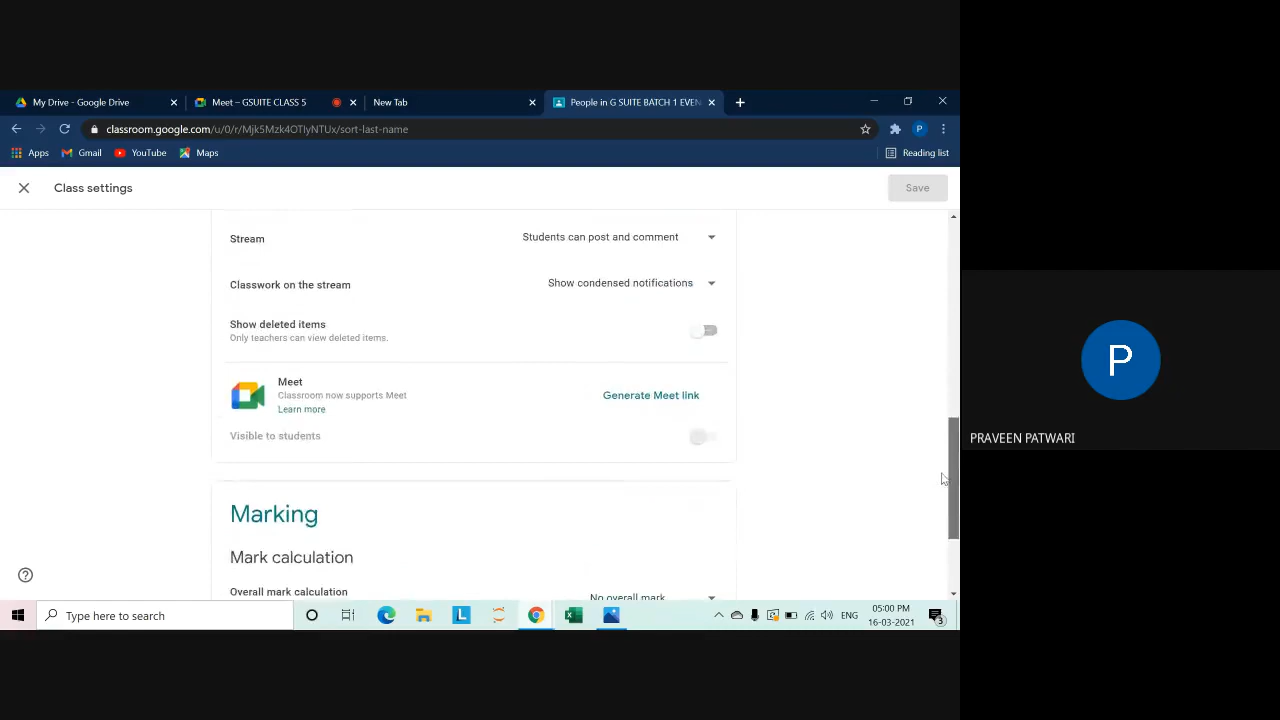 My Drive - Google Drive
Meet – GSUITE CLASS 5
New Tab
People in G SUITE BATCH 1 EVEN
classroom.google.com/u/0/r/Mjk5Mzk4OTIyNTUx/sort-last-name
P
Apps
Gmail
YouTube
Maps
Reading list
Class settings
Save
Stream
Students can post and comment
Classwork on the stream
Show condensed notifications
Show deleted items
Only teachers can view deleted items.
Meet
Classroom now supports Meet
Generate Meet link
Learn more
Visible to students
Marking
Mark calculation
Overall mark calculation
No overall mark
P
PRAVEEN PATWARI
Type here to search
L
ENG
05:00 PM
16-03-2021
3